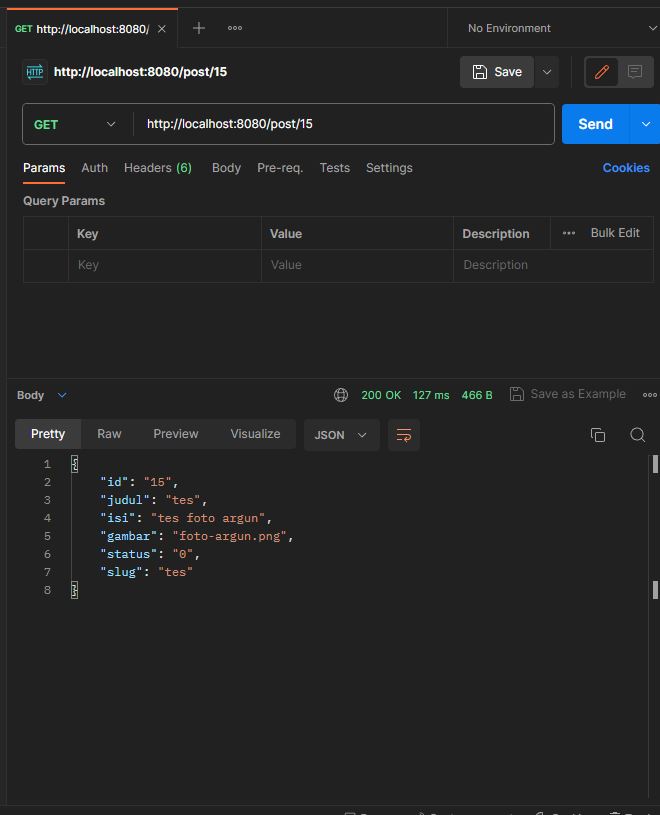 GET http://localhost:8080/ No Environment
HTTP http://localhost:8080/post/15 Save
GET http://localhost:8080/post/15 Send
Params Auth Headers (6) Body Pre-req. Tests Settings Cookies
Query Params
Key Value Description ••• Bulk Edit
Key Value Description
Body 200 OK 127 ms 466 B Save as Example
Pretty Raw Preview Visualize JSON
1 {
2 "id": "15",
3 "judul": "tes",
4 "isi": "tes foto argun",
5 "gambar": "foto-argun.png",
6 "status": "0",
7 "slug": "tes"
8 }